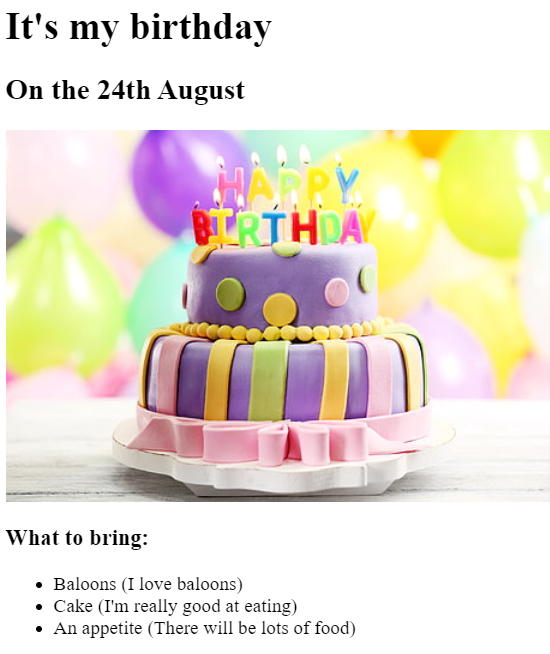 It's my birthday
On the 24th August
HAPPY
BIRTHDAY
What to bring:
Baloons (I love baloons)
Cake (I'm really good at eating)
An appetite (There will be lots of food)